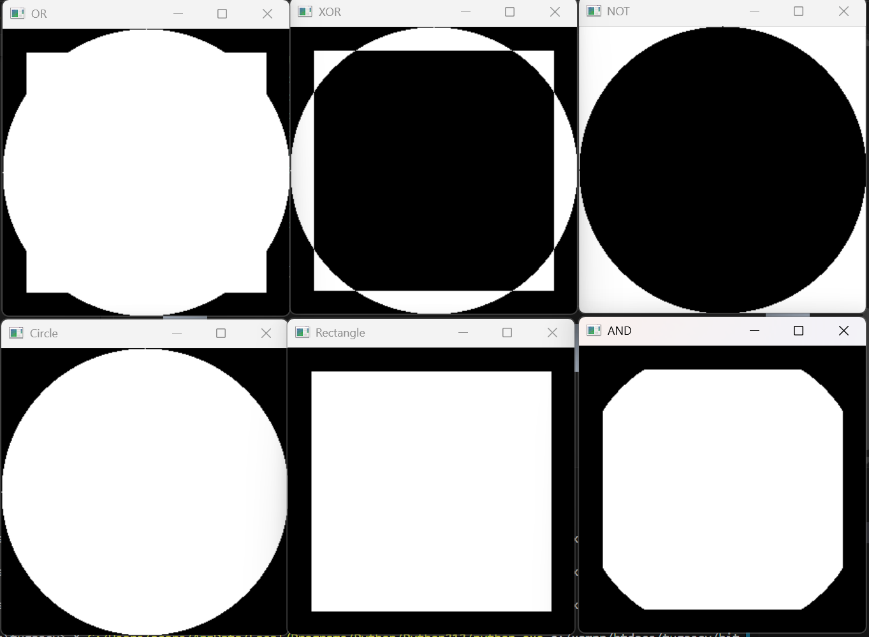 OR
XOR
NOT
Circle
Rectangle
AND